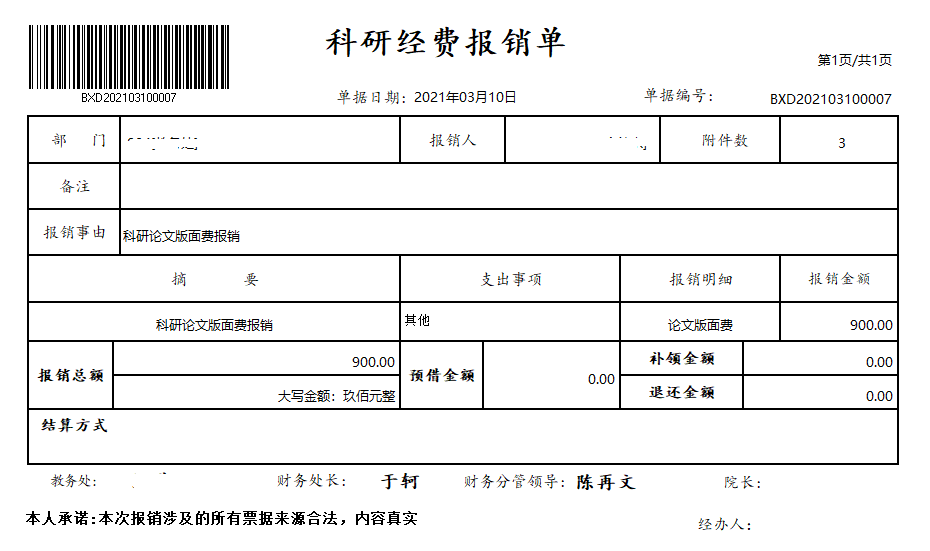 科研经费报销单
第1页/共1页
BXD202103100007
单据日期：2021年03月10日 单据编号： BXD202103100007
部 门 报销人 附件数 3
备注
报销事由 科研论文版面费报销
摘 要 支出事项 报销明细 报销金额
科研论文版面费报销 其他 论文版面费 900.00
报销总额 900.00 预借金额 0.00 补领金额 0.00
大写金额：玖佰元整 退还金额 0.00
结算方式
教务处： 财务处长： 于轲 财务分管领导：陈再文 院长：
本人承诺:本次报销涉及的所有票据来源合法，内容真实
经办人：